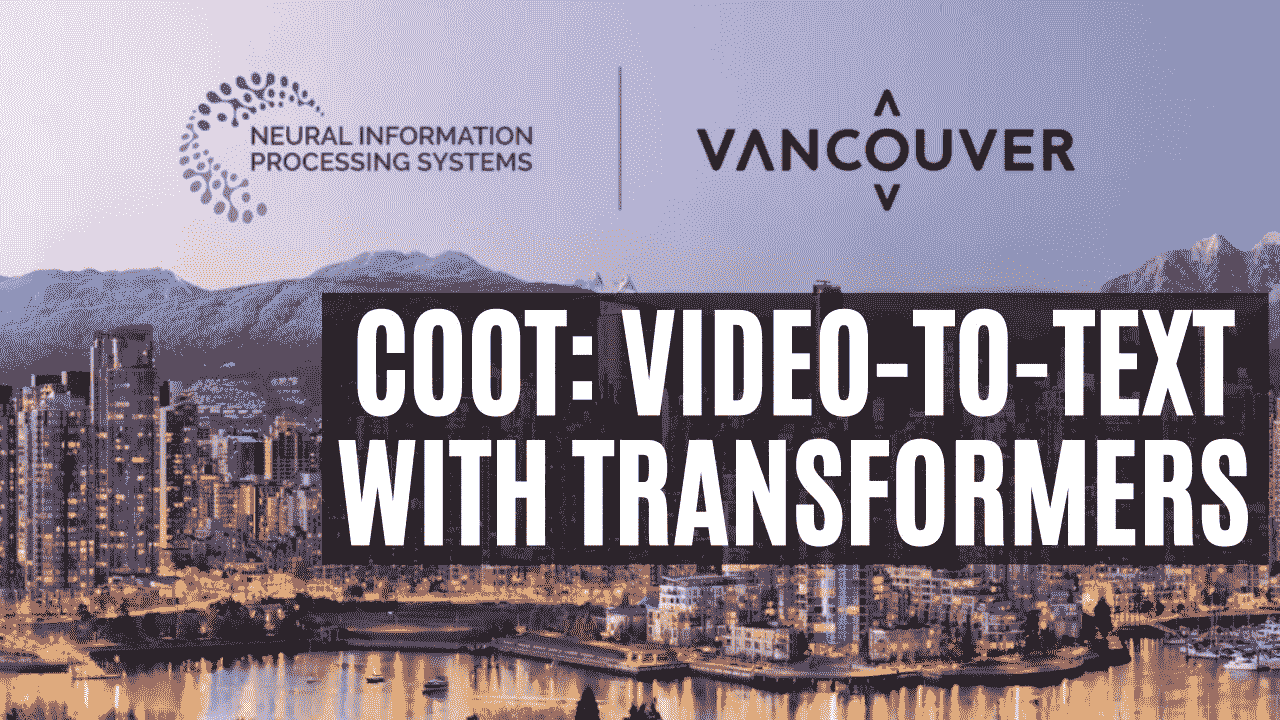 NEURAL INFORMATION
PROCESSING SYSTEMS
VANCOUVER
COOT: VIDEO-TO-TEXT
WITH TRANSFORMERS